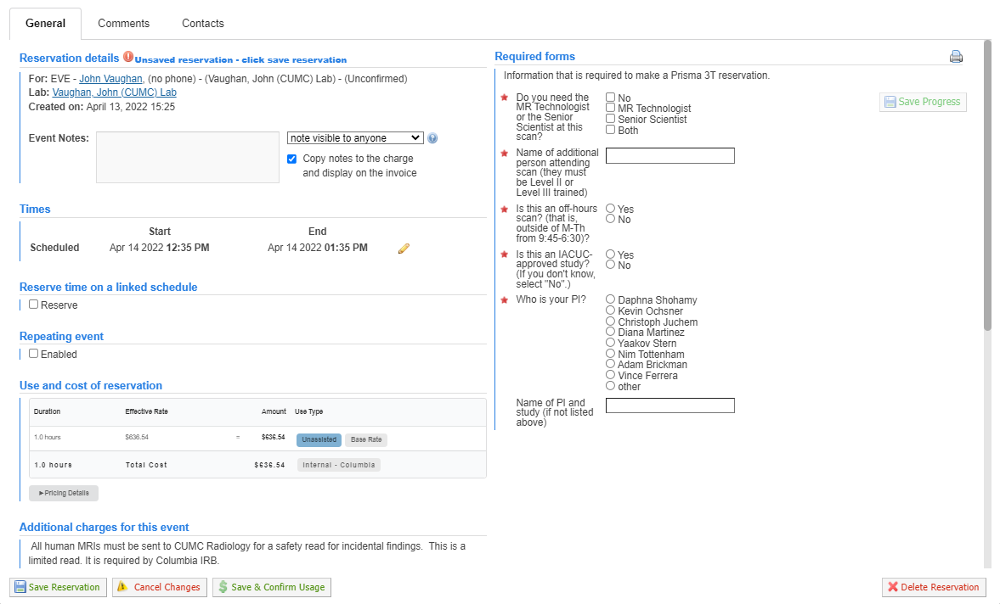 General Comments Contacts
Reservation details Unsaved reservation - click save reservation
For: EVE - John Vaughan, (no phone) - (Vaughan, John (CUMC) Lab) - (Unconfirmed)
Lab: Vaughan, John (CUMC) Lab
Created on: April 13, 2022 15:25
Event Notes:
note visible to anyone
Copy notes to the charge
and display on the invoice
Times
Start End
Scheduled Apr 14 2022 12:35 PM Apr 14 2022 01:35 PM
Reserve time on a linked schedule
Reserve
Repeating event
Enabled
Use and cost of reservation
Duration Effective Rate Amount Use Type
1.0 hours $636.54 = $636.54 Unassisted Base Rate
1.0 hours Total Cost $636.54 Internal - Columbia
►Pricing Details
Additional charges for this event
All human MRIs must be sent to CUMC Radiology for a safety read for incidental findings. This is a
limited read. It is required by Columbia IRB.
Required forms
Information that is required to make a Prisma 3T reservation.
Save Progress
Do you need the
MR Technologist
or the Senior
Scientist at this
scan?
No
MR Technologist
Senior Scientist
Both
Name of additional
person attending
scan (they must
be Level II or
Level III trained)
Is this an off-hours
scan? (that is,
outside of M-Th
from 9:45-6:30)?
Yes
No
Is this an IACUC-
approved study?
(If you don't know,
select "No".)
Yes
No
Who is your PI?
Daphna Shohamy
Kevin Ochsner
Christoph Juchem
Diana Martinez
Yaakov Stern
Nim Tottenham
Adam Brickman
Vince Ferrera
other
Name of PI and
study (if not listed
above)
Save Reservation Cancel Changes Save & Confirm Usage Delete Reservation